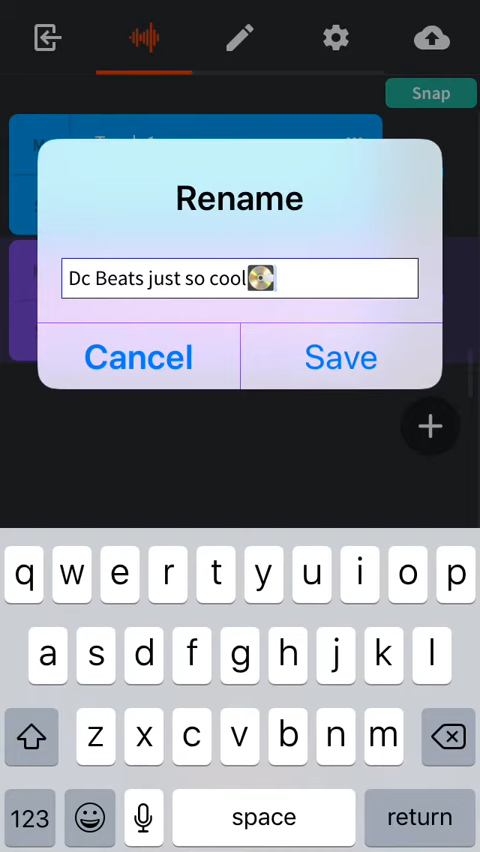 Snap
Rename
Dc Beats just so cool📀
Cancel
Save
q w e r t y u i o p
a s d f g h j k l
z x c v b n m
123
space
return